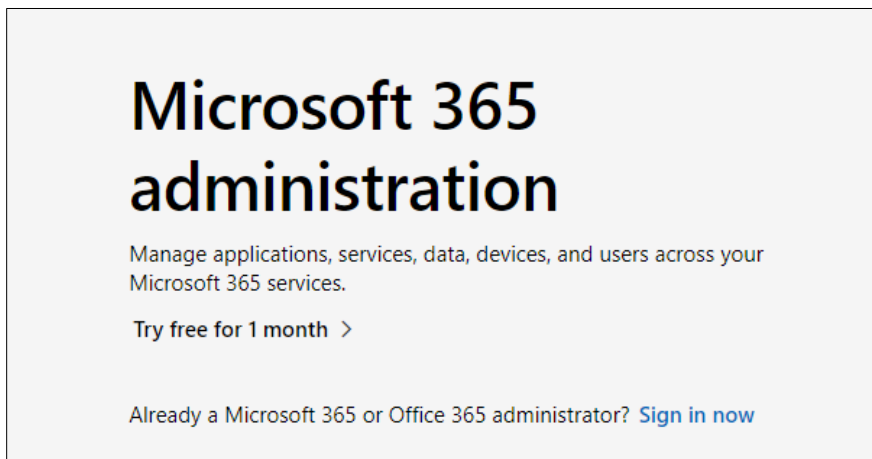 Microsoft 365
administration
Manage applications, services, data, devices, and users across your
Microsoft 365 services.
Try free for 1 month >
Already a Microsoft 365 or Office 365 administrator? Sign in now